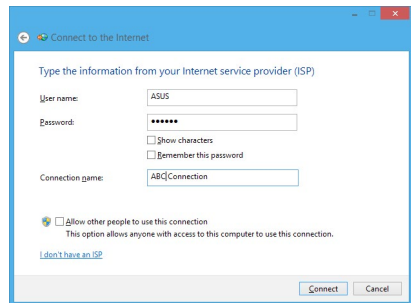 Connect to the Internet
Type the information from your Internet service provider (ISP)
User name: ASUS
Password: ••••••
Show characters
Remember this password
Connection name: ABC Connection
Allow other people to use this connection
This option allows anyone with access to this computer to use this connection.
I don't have an ISP
Connect Cancel